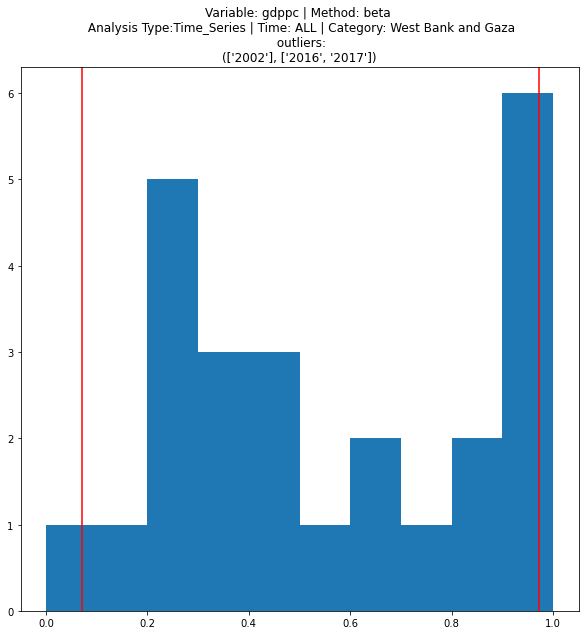 Variable: gdppc | Method: beta
Analysis Type:Time_Series | Time: ALL | Category: West Bank and Gaza
outliers:
(['2002'], ['2016', '2017'])
6
5
4
3
2
1
0
0.0 0.2 0.4 0.6 0.8 1.0